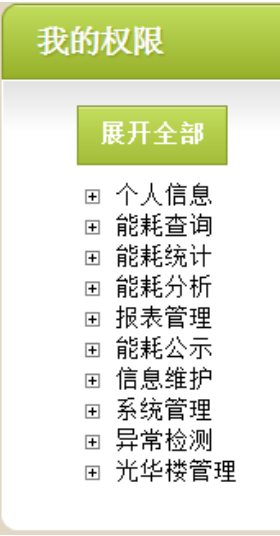 我的权限
展开全部
个人信息
能耗查询
能耗统计
能耗分析
报表管理
能耗公示
信息维护
系统管理
异常检测
光华楼管理